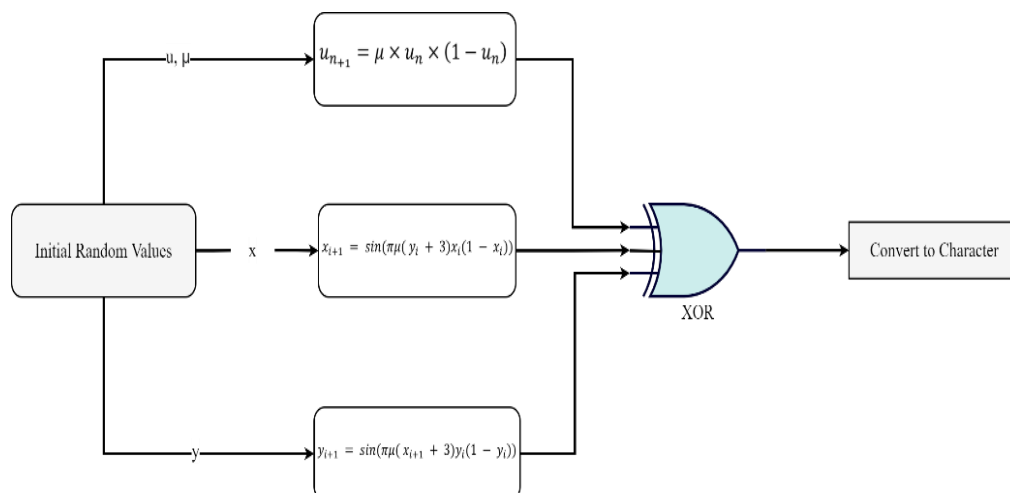 u, μ
u_{n+1} = μ × u_n × (1 − u_n)
Initial Random Values
x
x_{i+1} = sin(πμ( y_i + 3)x_i(1 − x_i))
XOR
Convert to Character
y
y_{i+1} = sin(πμ( x_{i+1} + 3)y_i(1 − y_i))